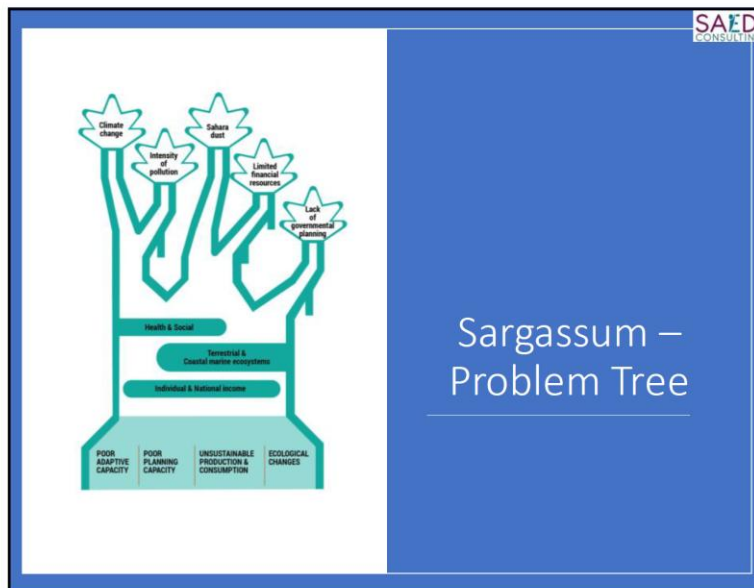 SAED
CONSULTIN
Climate
change
Intensity
of
pollution
Sahara
dust
Limited
financial
resources
Lack
of
governmental
planning
Health & Social
Terrestrial &
Coastal marine ecosystems
Individual & National income
POOR
ADAPTIVE
CAPACITY
POOR
PLANNING
CAPACITY
UNSUSTAINABLE
PRODUCTION &
CONSUMPTION
ECOLOGICAL
CHANGES
Sargassum –
Problem Tree